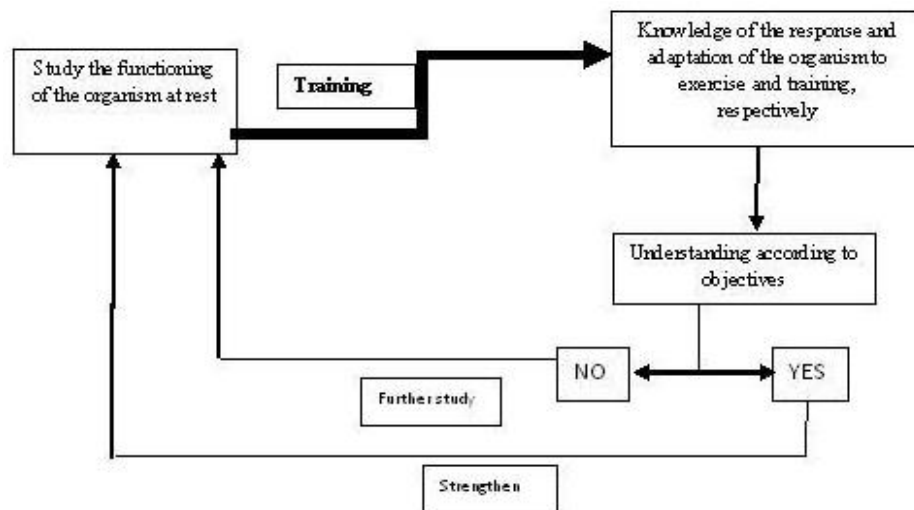 Study the functioning
of the organism at rest
Training
Knowledge of the response and
adaptation of the organism to
exercise and training,
respectively
Understanding according to
objectives
NO
YES
Further study
Strengthen